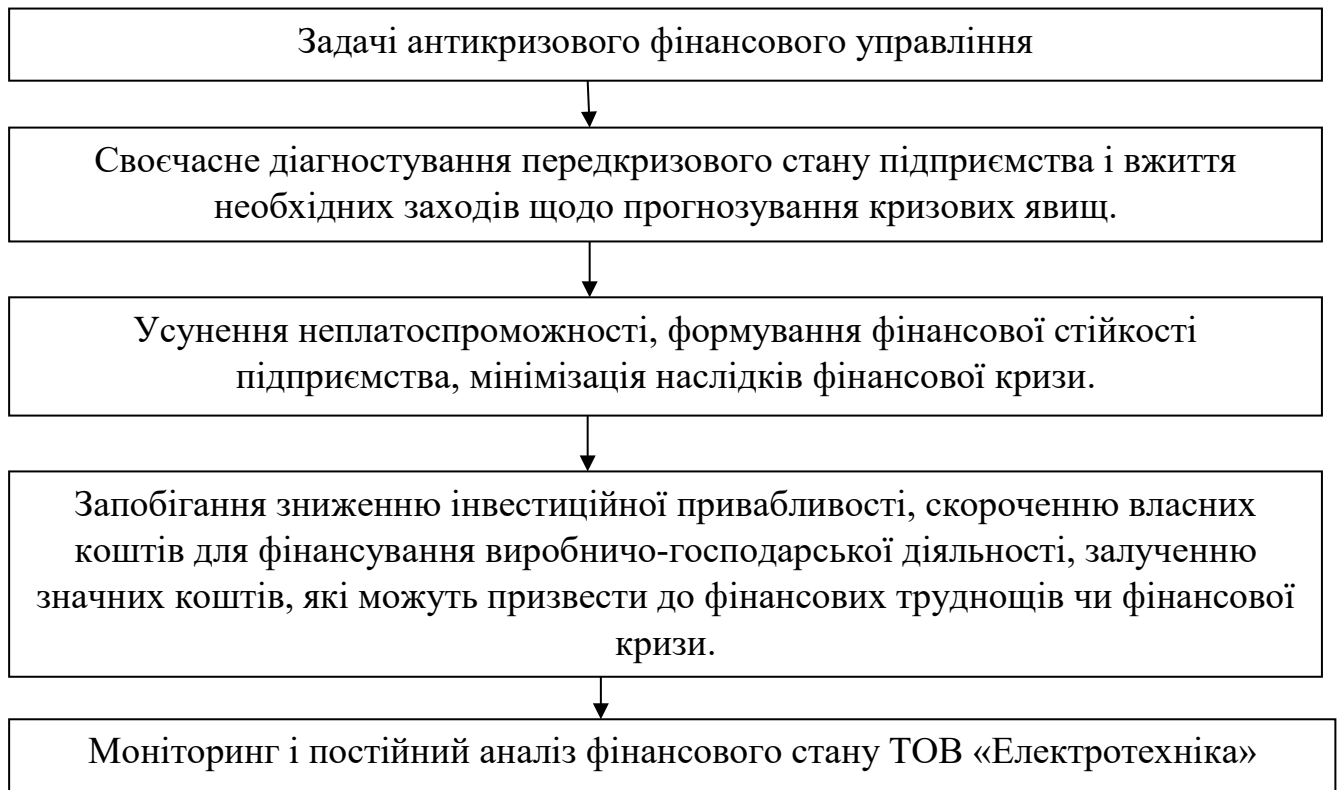 Задачі антикризового фінансового управління
Своєчасне діагностування передкризового стану підприємства і вжиття
необхідних заходів щодо прогнозування кризових явищ.
Усунення неплатоспроможності, формування фінансової стійкості
підприємства, мінімізація наслідків фінансової кризи.
Запобігання зниженню інвестиційної привабливості, скороченню власних
коштів для фінансування виробничо-господарської діяльності, залученню
значних коштів, які можуть призвести до фінансових труднощів чи фінансової
кризи.
Моніторинг і постійний аналіз фінансового стану ТОВ «Електротехніка»